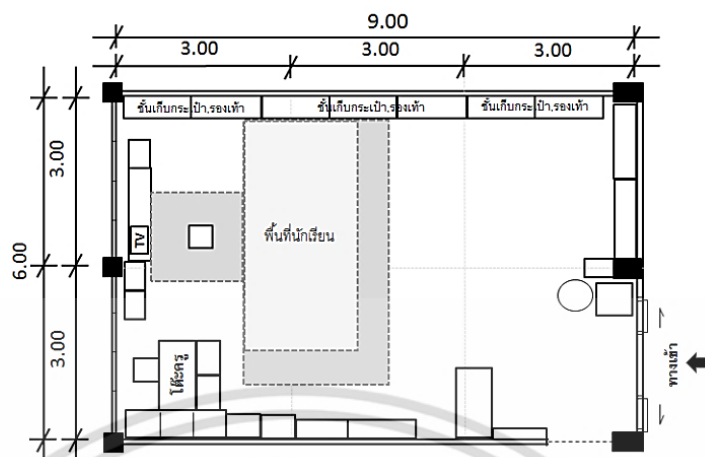 9.00
3.00 3.00 3.00
ชั้นเก็บกระเป๋า,รองเท้า ชั้นเก็บกระเป๋า,รองเท้า ชั้นเก็บกระเป๋า,รองเท้า
3.00
6.00
3.00
TV
พื้นที่นักเรียน
โต๊ะครู
ทางเข้า